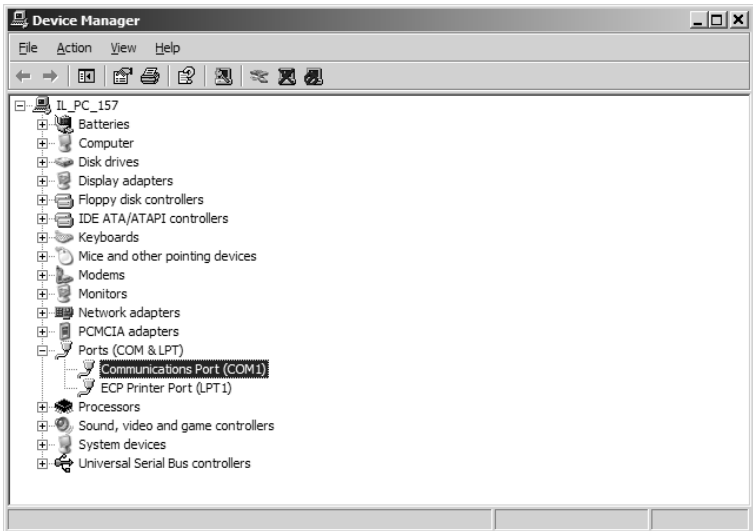 Device Manager
File Action View Help
IL_PC_157
Batteries
Computer
Disk drives
Display adapters
Floppy disk controllers
IDE ATA/ATAPI controllers
Keyboards
Mice and other pointing devices
Modems
Monitors
Network adapters
PCMCIA adapters
Ports (COM & LPT)
Communications Port (COM1)
ECP Printer Port (LPT1)
Processors
Sound, video and game controllers
System devices
Universal Serial Bus controllers